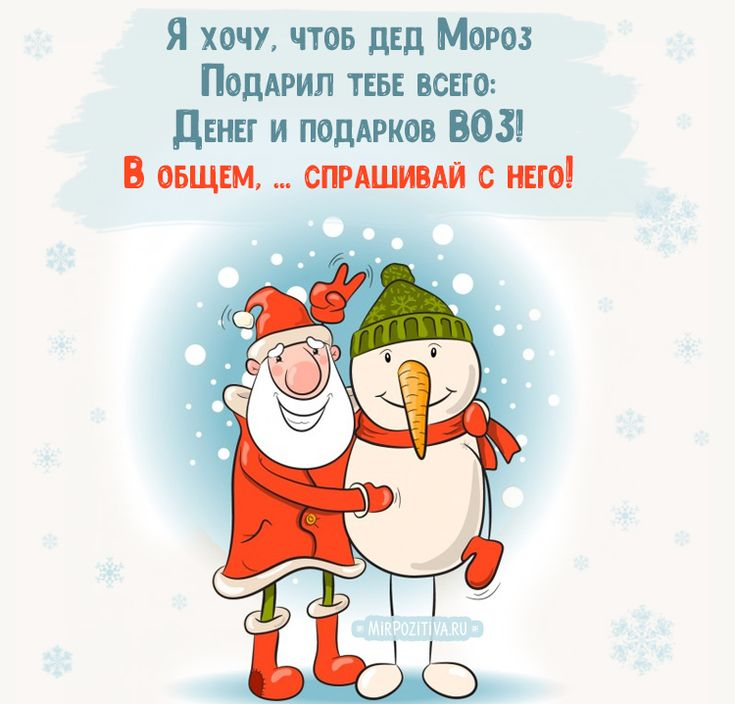 Я хочу, чтоб дед Мороз
Подарил тебе всего:
Денег и подарков ВОЗ!
В общем, ... спрашивай с него!
MirPozitiva.ru